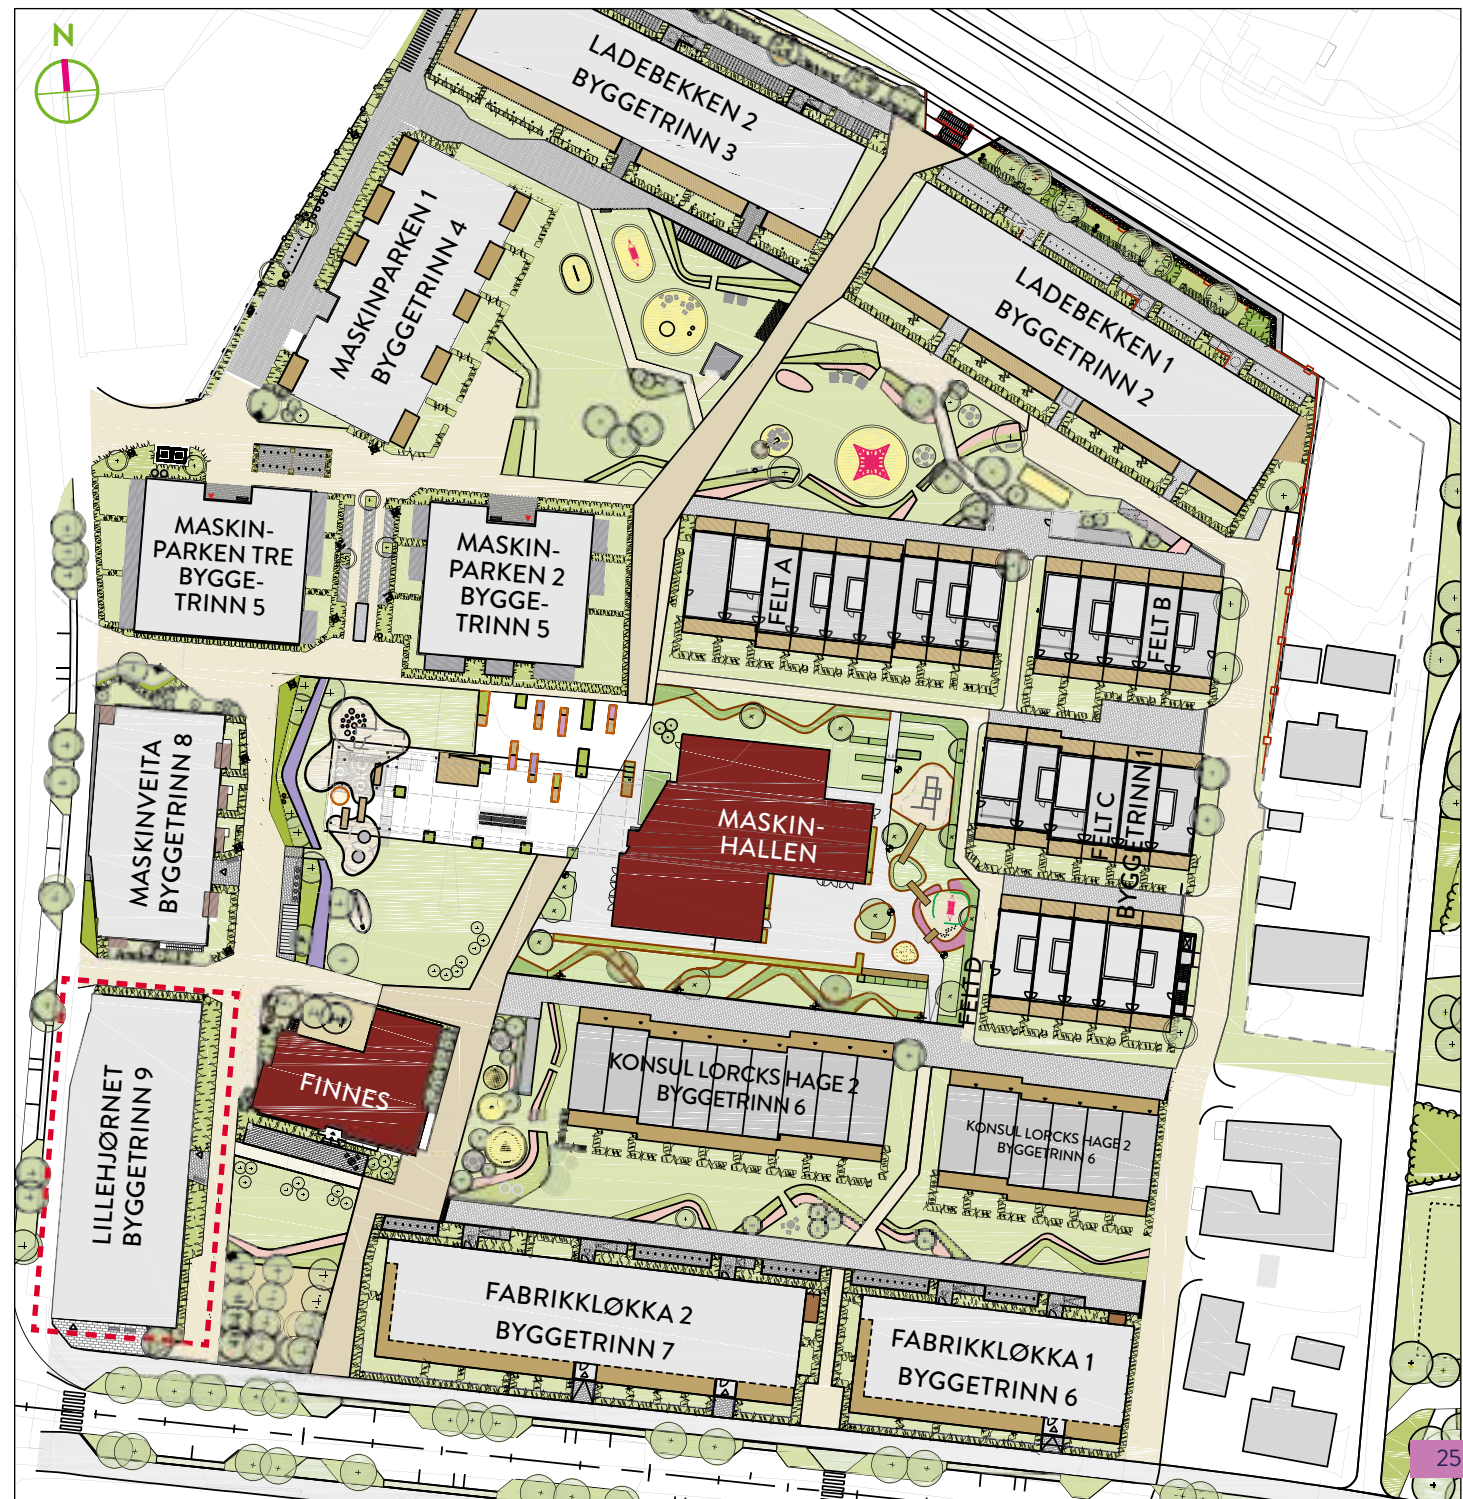 N
LADEBEKKEN 2
BYGGETRINN 3
MASKINPARKEN 1
BYGGETRINN 4
LADEBEKKEN 1
BYGGETRINN 2
MASKIN-
PARKEN TRE
BYGGE-
TRINN 5
MASKIN-
PARKEN 2
BYGGE-
TRINN 5
FELT A
FELT B
MASKINVEITA
BYGGETRINN 8
MASKIN-
HALLEN
FELT C
BYGGETRINN 1
FELT D
LILLEHJØRNET
BYGGETRINN 9
FINNES
KONSUL LORCKS HAGE 2
BYGGETRINN 6
KONSUL LORCKS HAGE 2
BYGGETRINN 6
FABRIKKLØKKA 2
BYGGETRINN 7
FABRIKKLØKKA 1
BYGGETRINN 6
25